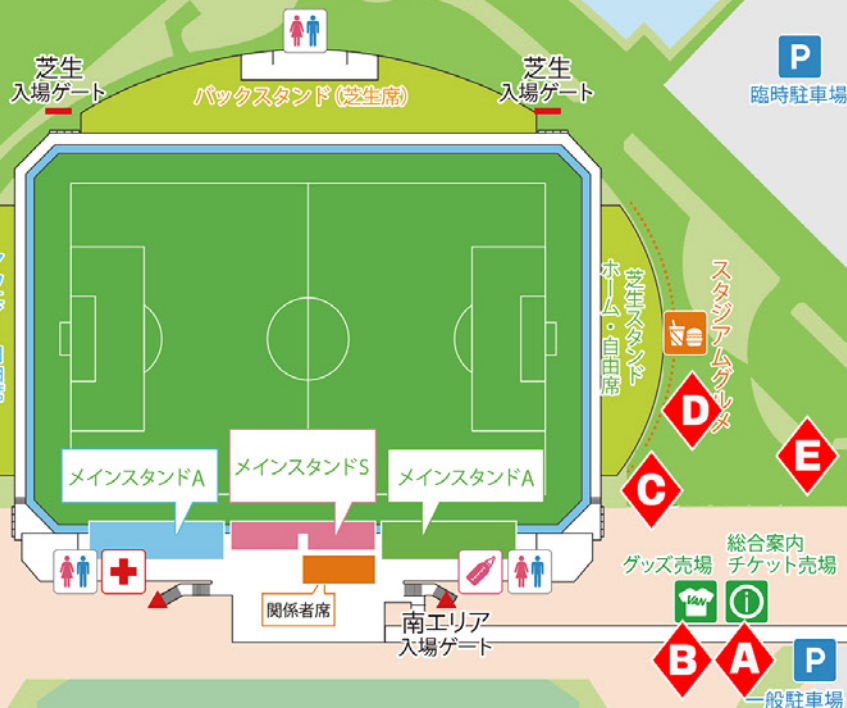 芝生
入場ゲート
バックスタンド(芝生席)
芝生
入場ゲート
P
臨時駐車場
芝生スタンド
ホーム・自由席
スタジアムグルメ
D
E
C
メインスタンドA
メインスタンドS
メインスタンドA
関係者席
南エリア
入場ゲート
グッズ売場
総合案内
チケット売場
VAN
i
B
A
P
一般駐車場